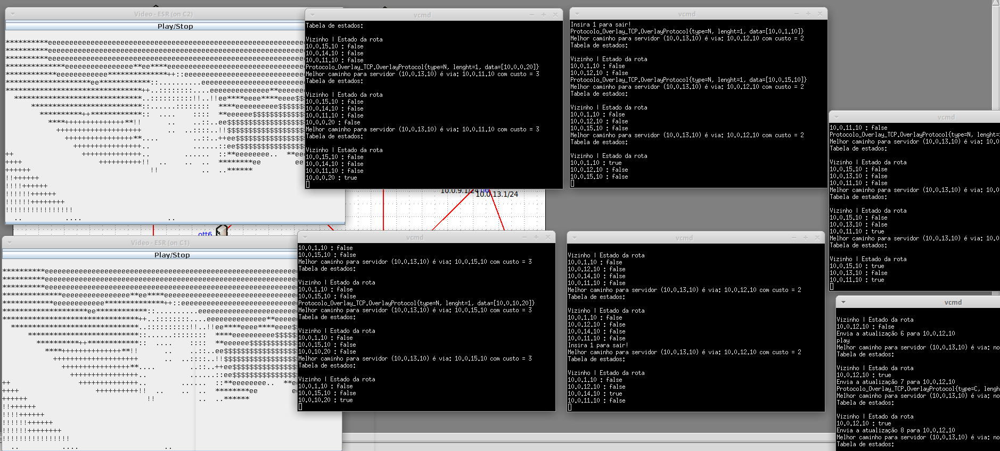 Video - ESR (on C2)
Play/Stop
vcmd
Tabela de estados:
Vizinho | Estado da rota
10.0.15.10 : false
10.0.14.10 : false
10.0.11.10 : false
Protocolo_Overlay_TCP.OverlayProtocol{type=N, lenght=1, data=[10.0.0.20]}
Melhor caminho para servidor (10.0.13.10) é via: 10.0.11.10 com custo = 3
Tabela de estados:
Vizinho | Estado da rota
10.0.15.10 : false
10.0.14.10 : false
10.0.11.10 : false
10.0.0.20 : false
Melhor caminho para servidor (10.0.13.10) é via: 10.0.11.10 com custo = 3
Tabela de estados:
Vizinho | Estado da rota
10.0.15.10 : false
10.0.14.10 : false
10.0.11.10 : false
10.0.0.20 : true
vcmd
Insira 1 para sair!
Protocolo_Overlay_TCP.OverlayProtocol{type=N, lenght=1, data=[10.0.1.10]}
Melhor caminho para servidor (10.0.13.10) é via: 10.0.12.10 com custo = 2
Tabela de estados:
Vizinho | Estado da rota
10.0.1.10 : false
10.0.12.10 : false
Protocolo_Overlay_TCP.OverlayProtocol{type=N, lenght=1, data=[10.0.15.10]}
Melhor caminho para servidor (10.0.13.10) é via: 10.0.12.10 com custo = 2
Tabela de estados:
Vizinho | Estado da rota
10.0.1.10 : false
10.0.12.10 : false
10.0.15.10 : false
Melhor caminho para servidor (10.0.13.10) é via: 10.0.12.10 com custo = 2
Tabela de estados:
Vizinho | Estado da rota
10.0.1.10 : true
10.0.12.10 : false
10.0.15.10 : false
vcmd
10.0.11.10 : false
Protocolo_Overlay_TCP.OverlayProtocol{type=N, lenght=
Melhor caminho para servidor (10.0.13.10) é via: 10.0
Tabela de estados:
Vizinho | Estado da rota
10.0.15.10 : false
10.0.13.10 : false
10.0.11.10 : false
Melhor caminho para servidor (10.0.13.10) é via: 10.0
Tabela de estados:
Vizinho | Estado da rota
10.0.15.10 : false
10.0.13.10 : false
10.0.11.10 : true
Melhor caminho para servidor (10.0.13.10) é via: 10.0
Tabela de estados:
Vizinho | Estado da rota
10.0.15.10 : true
10.0.13.10 : false
10.0.11.10 : true
10.0.9.1/24
10.0.13.1/24
ott6
Video - ESR (on C1)
Play/Stop
vcmd
10.0.1.10 : false
10.0.15.10 : false
Melhor caminho para servidor (10.0.13.10) é via: 10.0.15.10 com custo = 3
Tabela de estados:
Vizinho | Estado da rota
10.0.1.10 : false
10.0.15.10 : false
Protocolo_Overlay_TCP.OverlayProtocol{type=N, lenght=1, data=[10.0.10.20]}
Melhor caminho para servidor (10.0.13.10) é via: 10.0.15.10 com custo = 3
Tabela de estados:
Vizinho | Estado da rota
10.0.1.10 : false
10.0.15.10 : false
10.0.10.20 : false
Melhor caminho para servidor (10.0.13.10) é via: 10.0.15.10 com custo = 3
Tabela de estados:
Vizinho | Estado da rota
10.0.1.10 : false
10.0.15.10 : false
10.0.10.20 : true
vcmd
Vizinho | Estado da rota
10.0.1.10 : false
10.0.12.10 : false
10.0.14.10 : false
10.0.11.10 : false
Melhor caminho para servidor (10.0.13.10) é via: 10.0.12.10 com custo = 2
Tabela de estados:
Vizinho | Estado da rota
10.0.1.10 : false
10.0.12.10 : false
10.0.14.10 : false
10.0.11.10 : false
Insira 1 para sair!
Melhor caminho para servidor (10.0.13.10) é via: 10.0.12.10 com custo = 2
Tabela de estados:
Vizinho | Estado da rota
10.0.1.10 : false
10.0.12.10 : false
10.0.14.10 : true
10.0.11.10 : false
vcmd
Vizinho | Estado da rota
10.0.12.10 : false
Envia a atualização 6 para 10.0.12.10
play
Melhor caminho para servidor (10.0.13.10) é via: no
Tabela de estados:
Vizinho | Estado da rota
10.0.12.10 : true
Envia a atualização 7 para 10.0.12.10
Protocolo_Overlay_TCP.OverlayProtocol{type=C, lengh
Melhor caminho para servidor (10.0.13.10) é via: no
Tabela de estados:
Vizinho | Estado da rota
10.0.12.10 : true
Envia a atualização 8 para 10.0.12.10
Melhor caminho para servidor (10.0.13.10) é via: no
Tabela de estados: